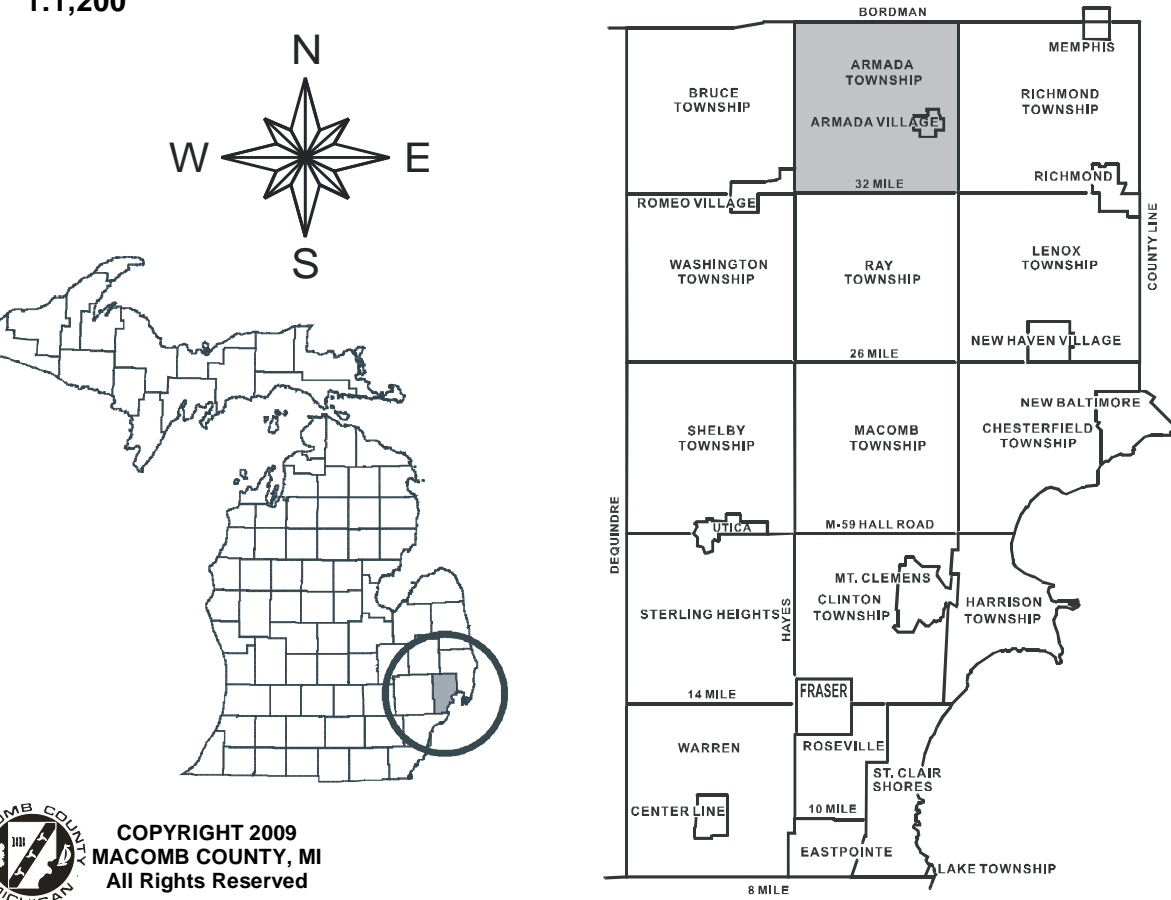 1:1,200
N
W
E
S
COPYRIGHT 2009
MACOMB COUNTY, MI
All Rights Reserved
COUNTY
MICHIGAN
BORDMAN
MEMPHIS
ARMADA
TOWNSHIP
BRUCE
TOWNSHIP
RICHMOND
TOWNSHIP
ARMADA VILLAGE
RICHMOND
32 MILE
ROMEO VILLAGE
COUNTY LINE
WASHINGTON
TOWNSHIP
RAY
TOWNSHIP
LENOX
TOWNSHIP
NEW HAVEN VILLAGE
26 MILE
NEW BALTIMORE
SHELBY
TOWNSHIP
MACOMB
TOWNSHIP
CHESTERFIELD
TOWNSHIP
DEQUINDRE
UTICA
M-59 HALL ROAD
MT. CLEMENS
STERLING HEIGHTS
HAYES
CLINTON
TOWNSHIP
HARRISON
TOWNSHIP
14 MILE
FRASER
WARREN
ROSEVILLE
ST. CLAIR
SHORES
CENTER LINE
10 MILE
EASTPOINTE
LAKE TOWNSHIP
8 MILE